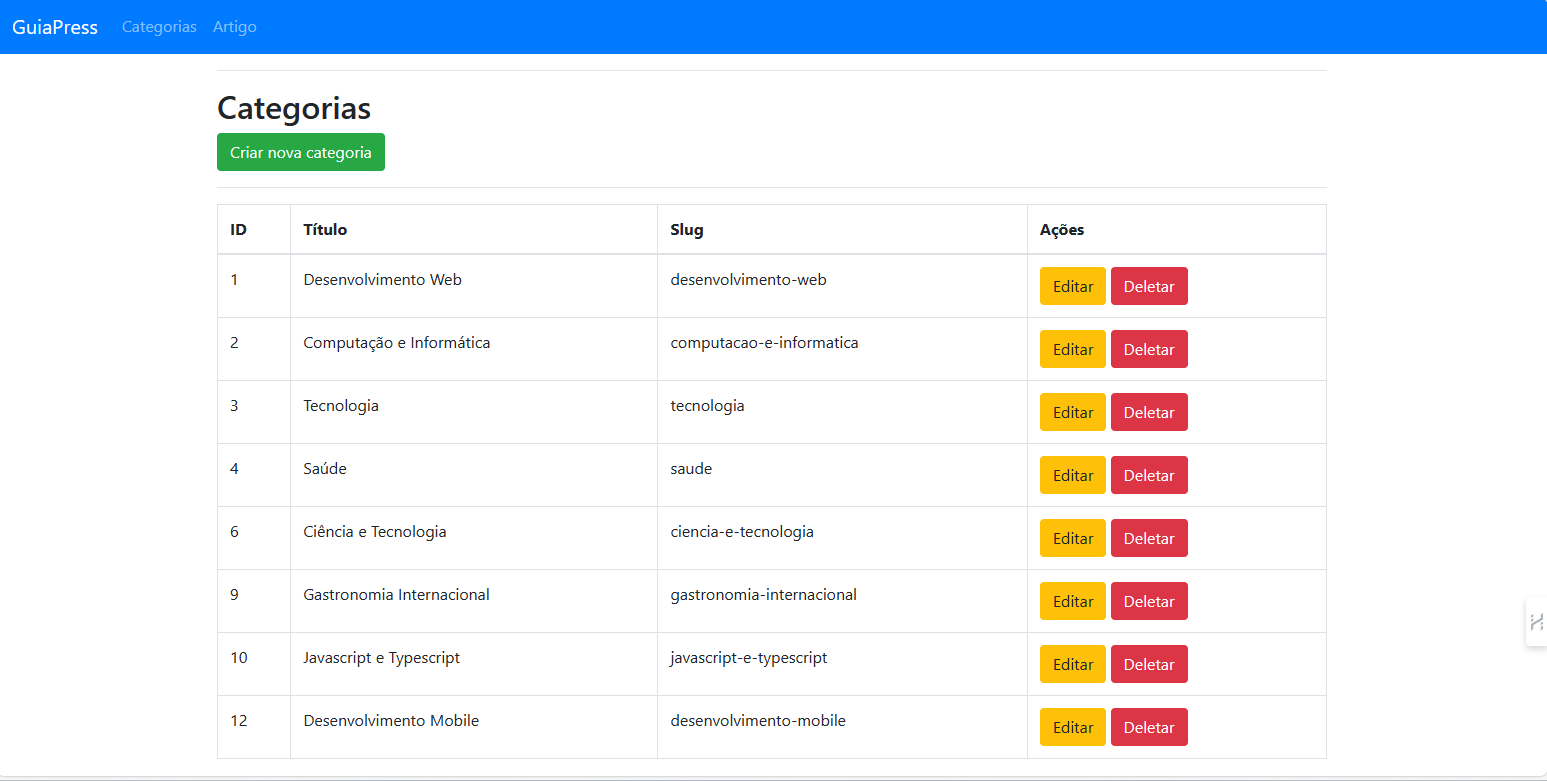 GuiaPress Categorias Artigo
Categorias
Criar nova categoria
ID Título Slug Ações
1 Desenvolvimento Web desenvolvimento-web Editar Deletar
2 Computação e Informática computacao-e-informatica Editar Deletar
3 Tecnologia tecnologia Editar Deletar
4 Saúde saude Editar Deletar
6 Ciência e Tecnologia ciencia-e-tecnologia Editar Deletar
9 Gastronomia Internacional gastronomia-internacional Editar Deletar
10 Javascript e Typescript javascript-e-typescript Editar Deletar
12 Desenvolvimento Mobile desenvolvimento-mobile Editar Deletar